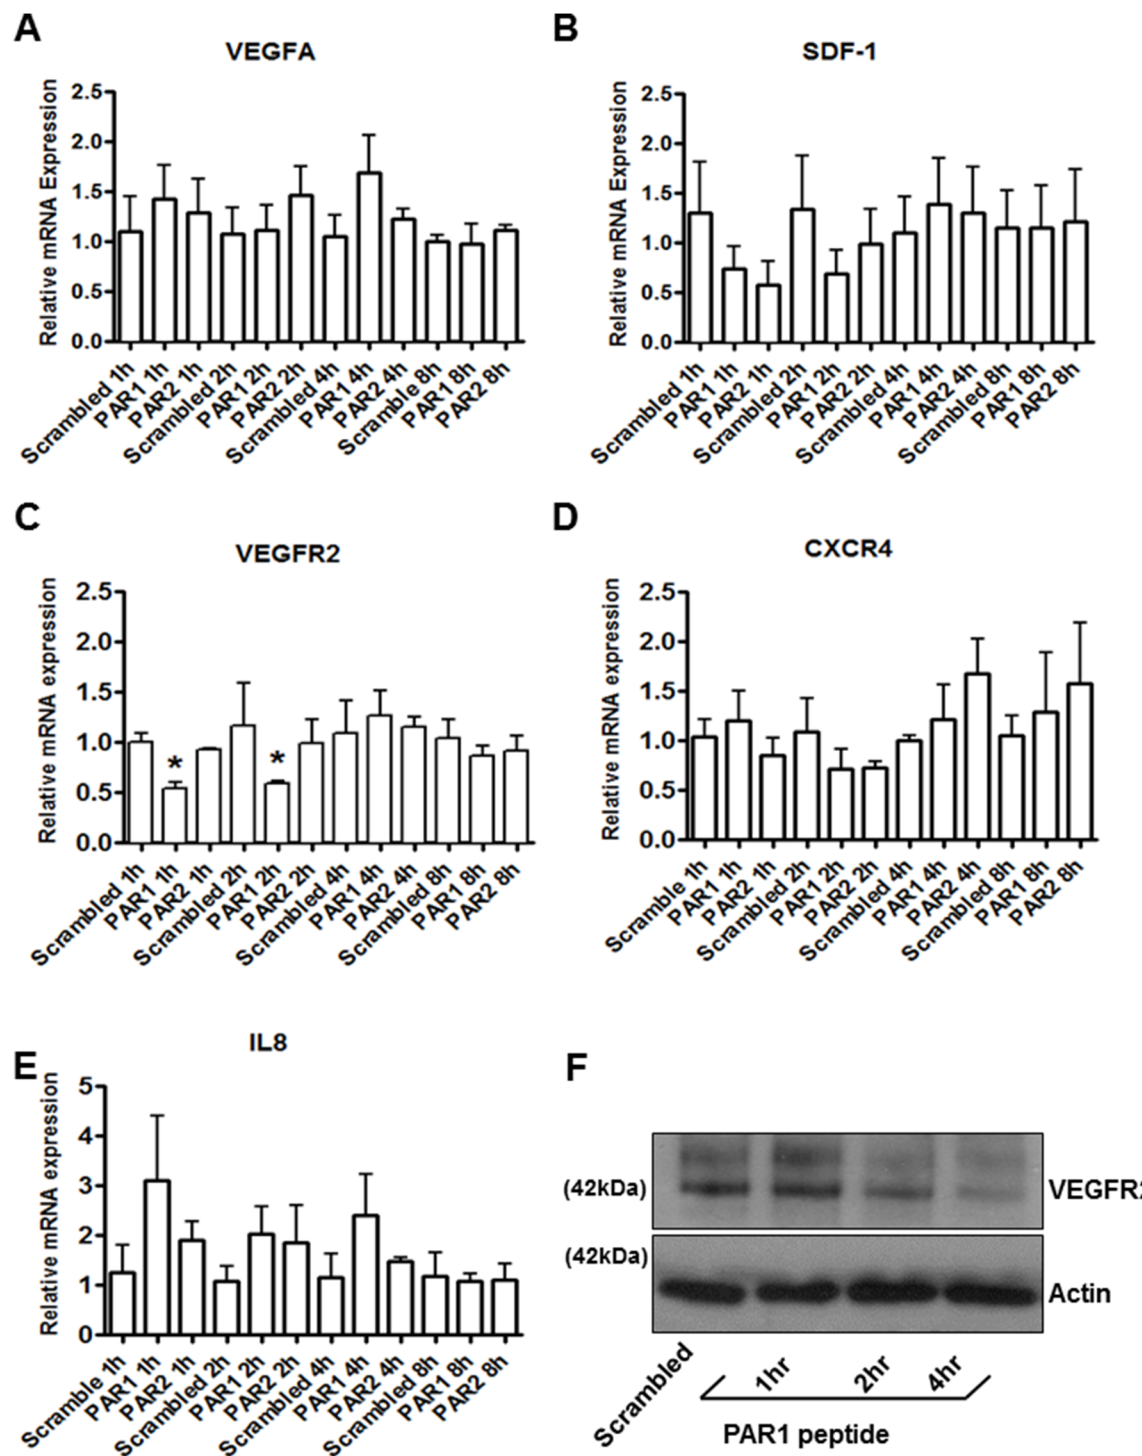 A
VEGFA
Relative mRNA Expression
2.5
2.0
1.5
1.0
0.5
0.0
Scrambled 1h
PAR1 1h
PAR2 1h
Scrambled 2h
PAR1 2h
PAR2 2h
Scrambled 4h
PAR1 4h
PAR2 4h
Scramble 8h
PAR1 8h
PAR2 8h
B
SDF-1
Relative mRNA Expression
2.5
2.0
1.5
1.0
0.5
0.0
Scrambled 1h
PAR1 1h
PAR2 1h
Scrambled 2h
PAR1 2h
PAR2 2h
Scrambled 4h
PAR1 4h
PAR2 4h
Scrambled 8h
PAR1 8h
PAR2 8h
C
VEGFR2
Relative mRNA expression
2.5
2.0
1.5
1.0
0.5
0.0
*
*
Scrambled 1h
PAR1 1h
PAR2 1h
Scrambled 2h
PAR1 2h
PAR2 2h
Scrambled 4h
PAR1 4h
PAR2 4h
Scrambled 8h
PAR1 8h
PAR2 8h
D
CXCR4
Relative mRNA expression
2.5
2.0
1.5
1.0
0.5
0.0
Scramble 1h
PAR1 1h
PAR2 1h
Scrambled 2h
PAR1 2h
PAR2 2h
Scrambled 4h
PAR1 4h
PAR2 4h
Scrambled 8h
PAR1 8h
PAR2 8h
E
IL8
Relative mRNA expression
5
4
3
2
1
0
Scramble 1h
PAR1 1h
PAR2 1h
Scrambled 2h
PAR1 2h
PAR2 2h
Scrambled 4h
PAR1 4h
PAR2 4h
Scrambled 8h
PAR1 8h
PAR2 8h
F
(42kDa)
VEGFR2
(42kDa)
Actin
Scrambled
1hr
2hr
4hr
PAR1 peptide